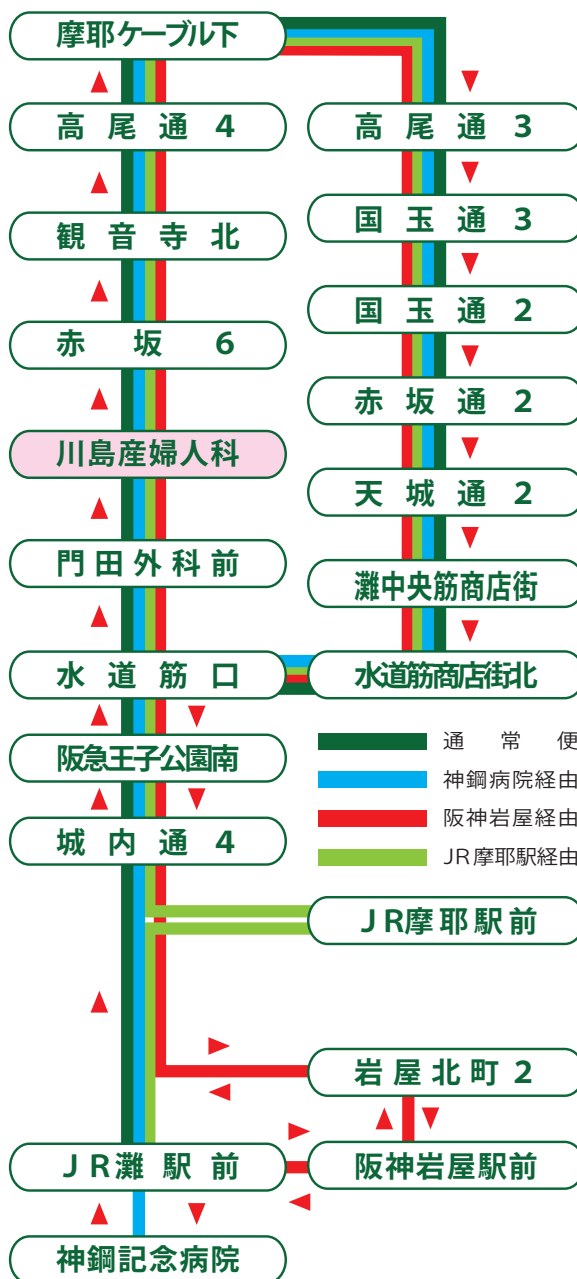 摩耶ケーブル下
高尾通4
高尾通3
観音寺北
国玉通3
国玉通2
赤坂6
赤坂通2
川島産婦人科
天城通2
門田外科前
灘中央筋商店街
水道筋口
水道筋商店街北
阪急王子公園南
城内通4
通常便
神鋼病院経由
阪神岩屋経由
JR摩耶駅経由
JR摩耶駅前
岩屋北町2
JR灘駅前
阪神岩屋駅前
神鋼記念病院